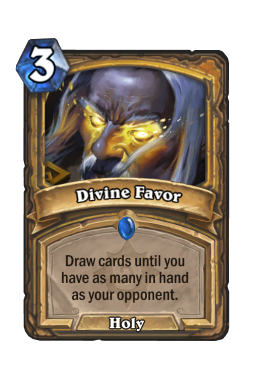 3
Divine Favor
Draw cards until you
have as many in hand
as your opponent.
Holy